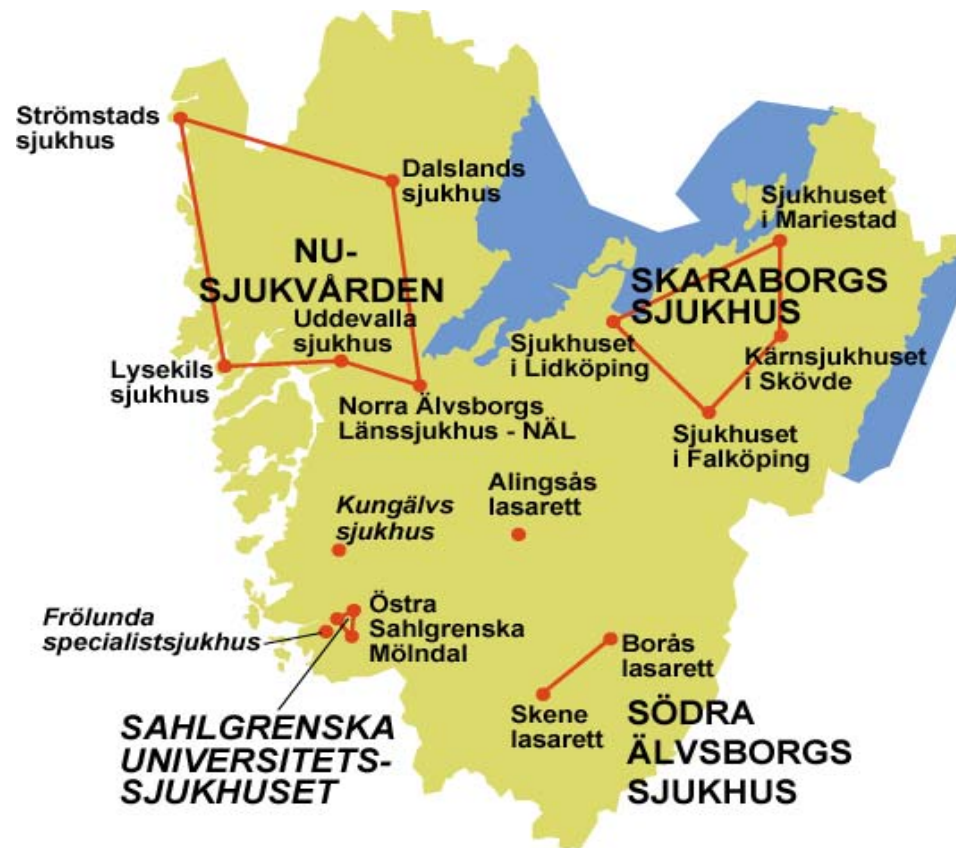 Strömstads
sjukhus
Dalslands
sjukhus
Sjukhuset
i Mariestad
NU-
SJUKVÅRDEN
SKARABORGS
SJUKHUS
Uddevalla
sjukhus
Lysekils
sjukhus
Sjukhuset
i Lidköping
Kärnsjukhuset
i Skövde
Norra Älvsborgs
Länssjukhus - NÄL
Sjukhuset
i Falköping
Alingsås
lasarett
Kungälvs
sjukhus
Frölunda
specialistsjukhus
Östra
Sahlgrenska
Mölndal
Borås
lasarett
Skene
lasarett
SAHLGRENSKA
UNIVERSITETS-
SJUKHUSET
SÖDRA
ÄLVSBORGS
SJUKHUS